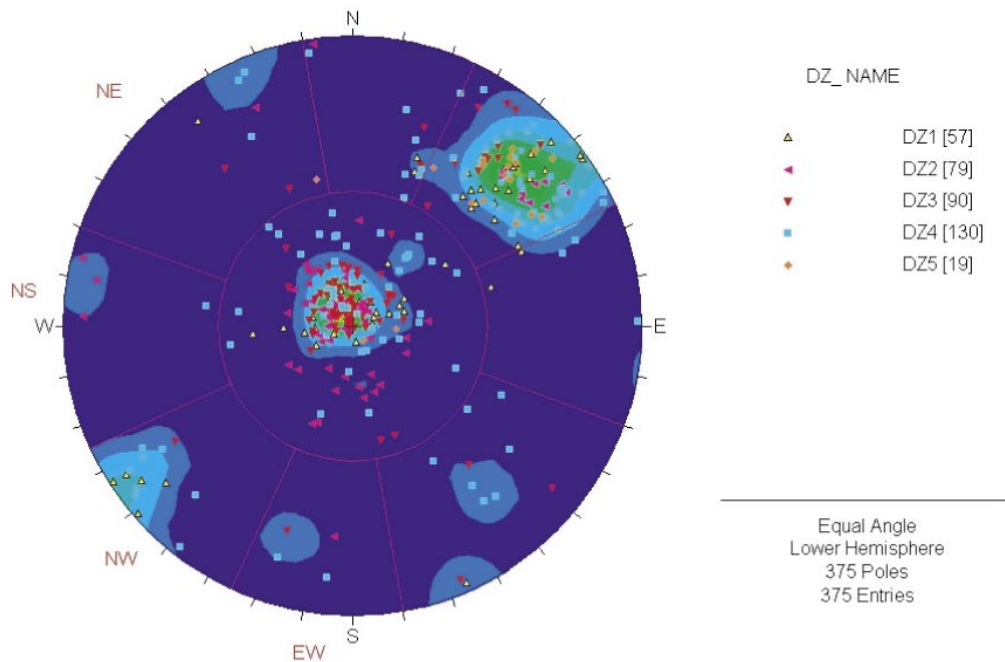 N
NE
DZ_NAME
DZ1 [57]
DZ2 [79]
DZ3 [90]
DZ4 [130]
DZ5 [19]
NS
W
E
NW
S
EW
Equal Angle
Lower Hemisphere
375 Poles
375 Entries